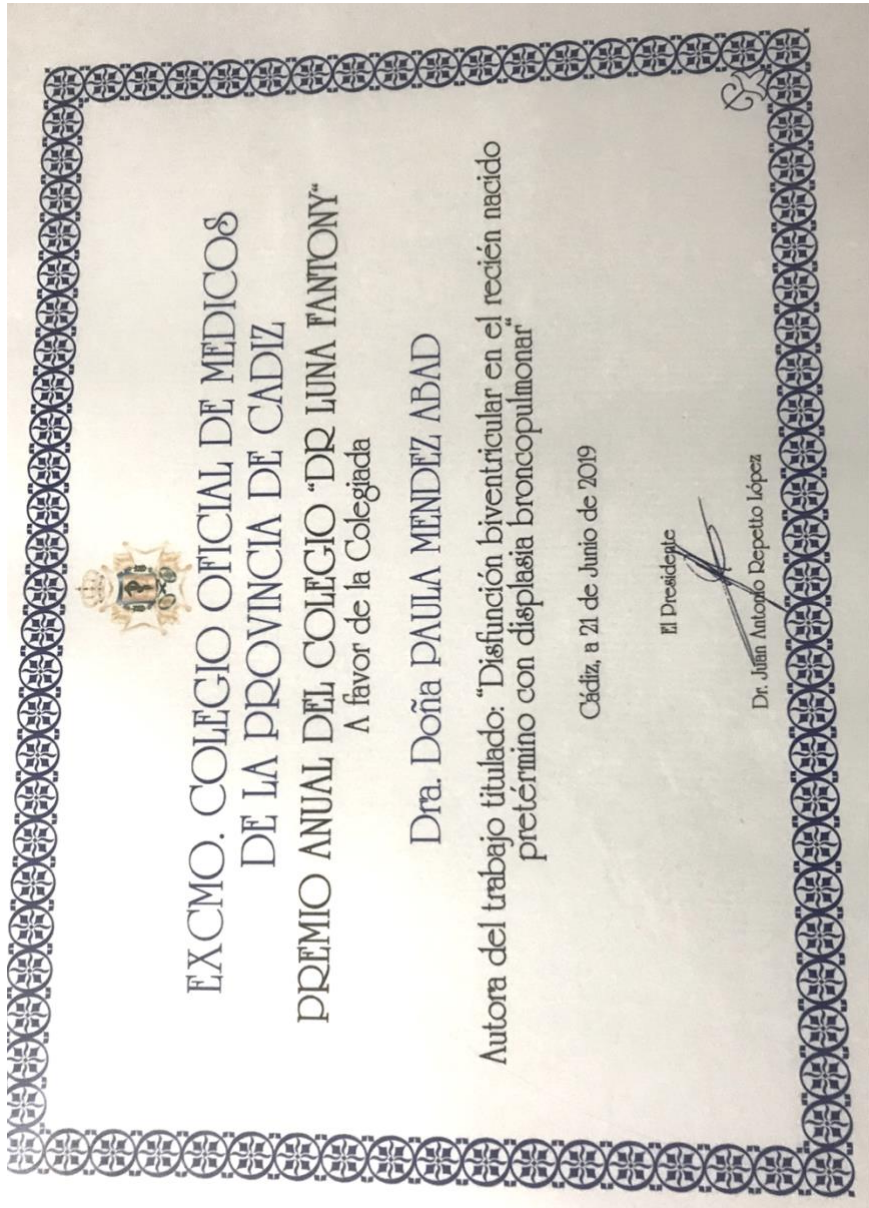 EXCMO. COLEGIO OFICIAL DE MEDICOS
DE LA PROVINCIA DE CADIZ
PREMIO ANUAL DEL COLEGIO "DR LUNA FANTONY"
A favor de la Colegiada
Dra. Doña PAULA MENDEZ ABAD
Autora del trabajo titulado: "Disfunción biventricular en el recién nacido
pretérmino con displasia broncopulmonar"
Cádiz, a 21 de Junio de 2019
El Presidente
Dr. Juan Antonio Repetto López